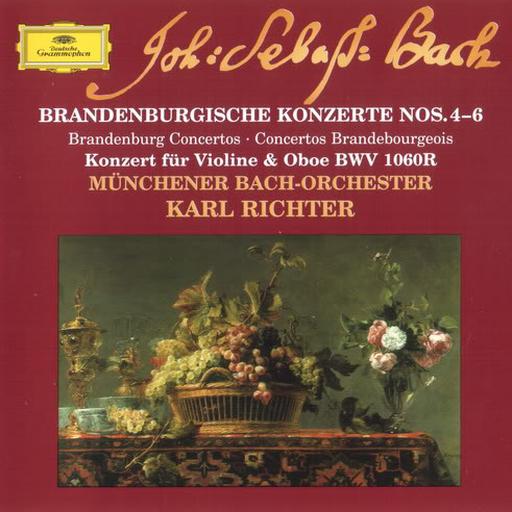 Deutsche
Grammophon
Joh: Sebaſt: Bach
BRANDENBURGISCHE KONZERTE NOS. 4–6
Brandenburg Concertos · Concertos Brandebourgeois
Konzert für Violine & Oboe BWV 1060R
MÜNCHENER BACH-ORCHESTER
KARL RICHTER